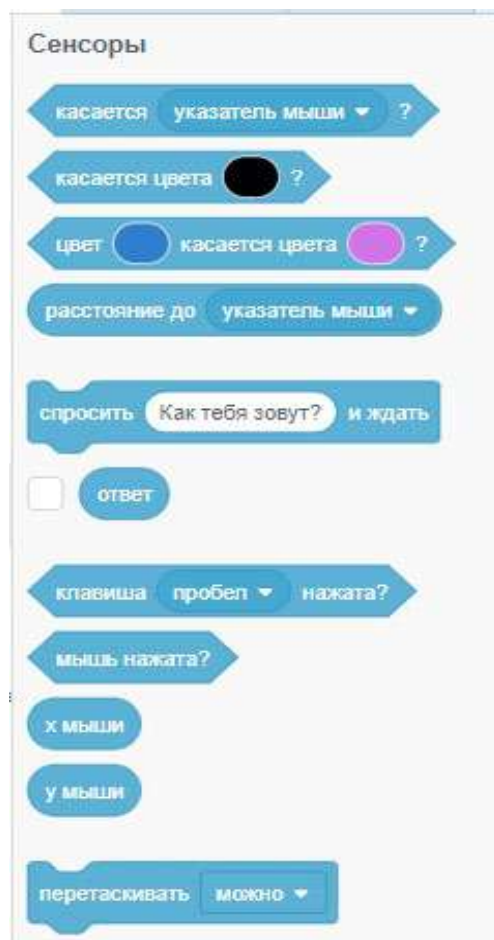 Сенсоры
касается указатель мыши ?
касается цвета ?
цвет касается цвета ?
расстояние до указатель мыши
спросить Как тебя зовут? и ждать
ответ
клавиша пробел нажата?
мышь нажата?
х мыши
у мыши
перетаскивать можно